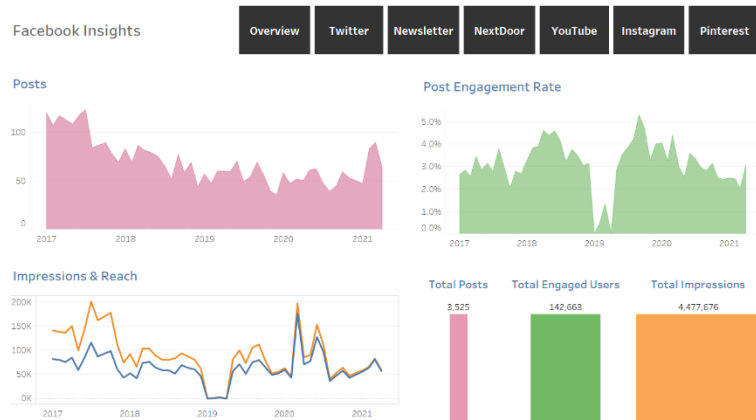 Facebook Insights
Overview
Twitter
Newsletter
NextDoor
YouTube
Instagram
Pinterest
Posts
100
50
0
2017 2018 2019 2020 2021
Post Engagement Rate
5.0%
4.0%
3.0%
2.0%
1.0%
0.0%
2017 2018 2019 2020 2021
Impressions & Reach
200K
150K
100K
50K
0K
2017 2018 2019 2020 2021
Total Posts Total Engaged Users Total Impressions
3,525 142,663 4,477,676